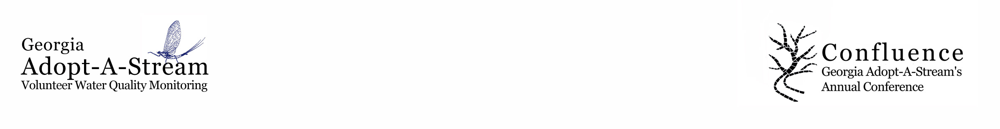 Georgia
Adopt-A-Stream
Volunteer Water Quality Monitoring
Confluence
Georgia Adopt-A-Stream's
Annual Conference